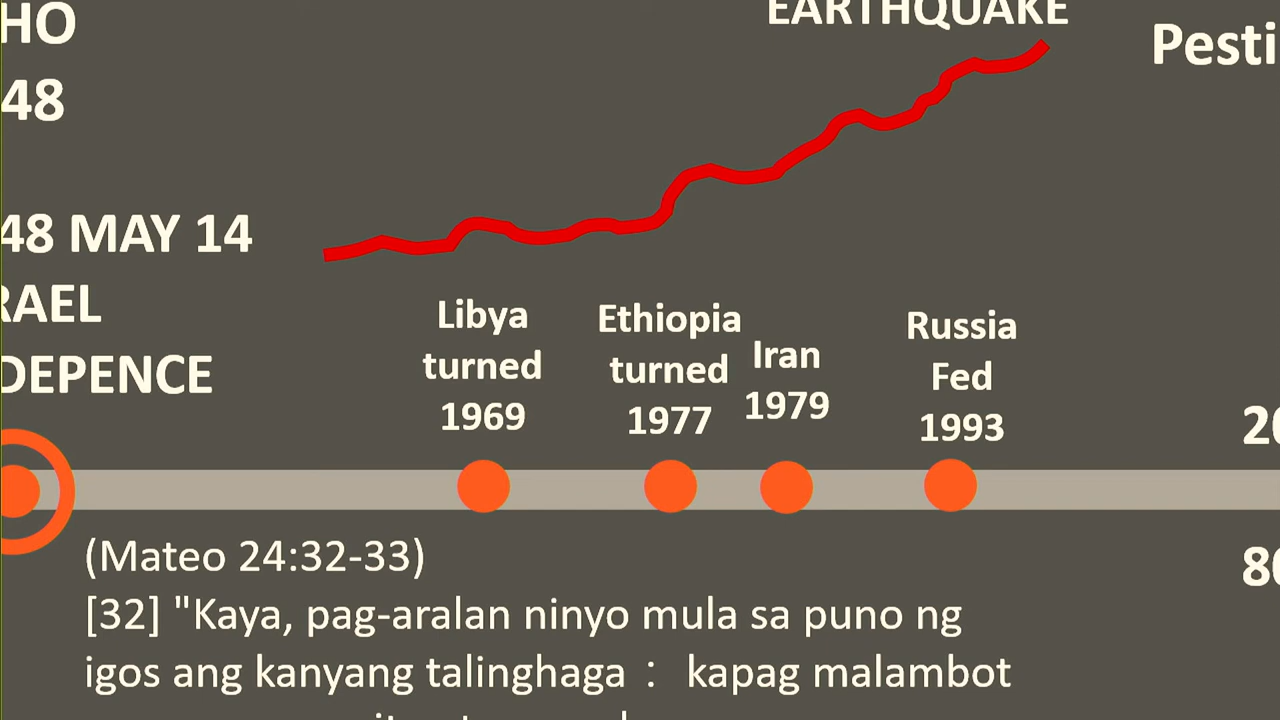 HO
48
EARTHQUAKE
Pesti
48 MAY 14
RAEL
DEPENCE
Libya
turned
1969
Ethiopia
turned
1977
Iran
1979
Russia
Fed
1993
(Mateo 24:32-33)
[32] "Kaya, pag-aralan ninyo mula sa puno ng
igos ang kanyang talinghaga : kapag malambot